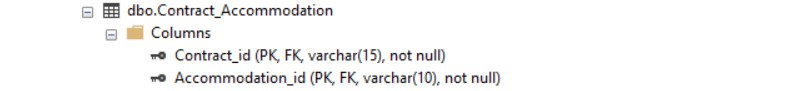 dbo.Contract_Accommodation
Columns
Contract_id (PK, FK, varchar(15), not null)
Accommodation_id (PK, FK, varchar(10), not null)